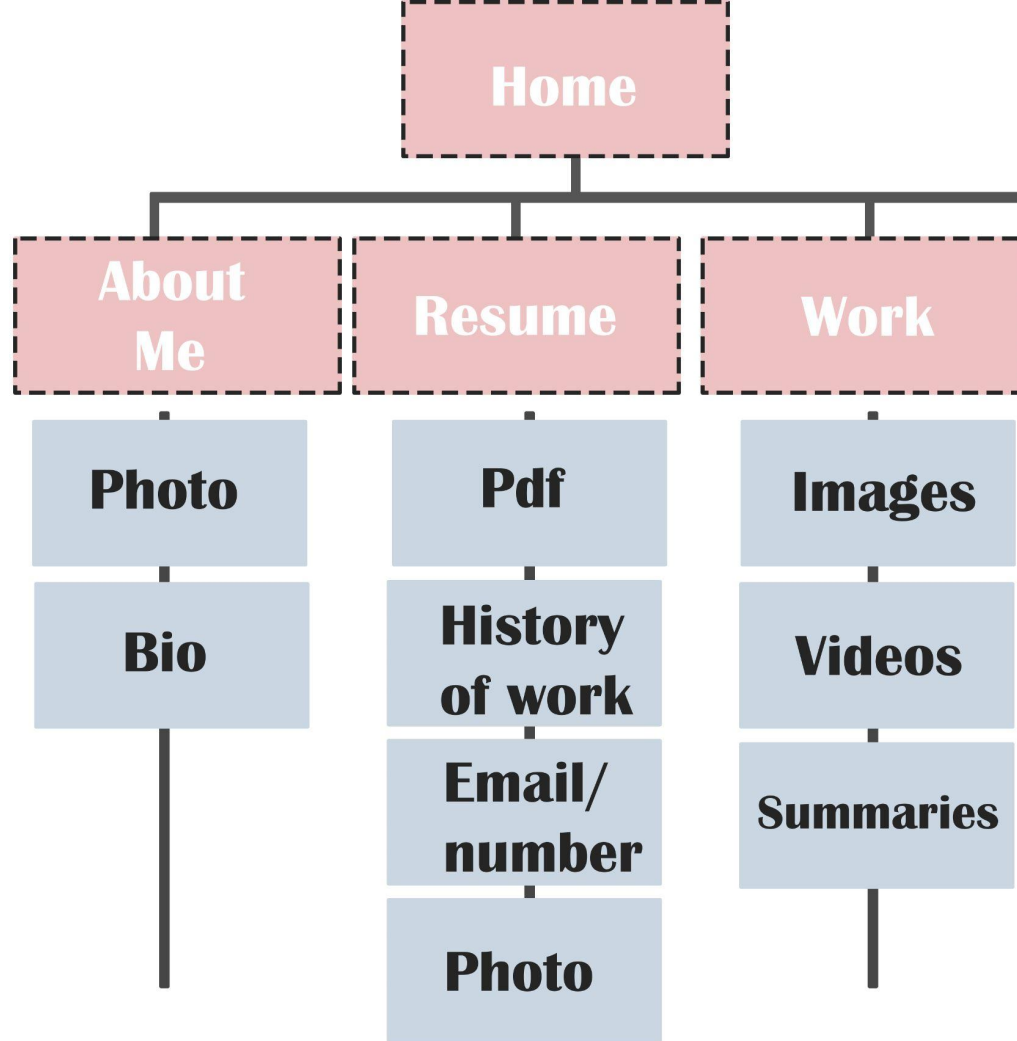 Home
About
Me
Resume
Work
Photo
Bio
Pdf
History
of work
Email/
number
Photo
Images
Videos
Summaries